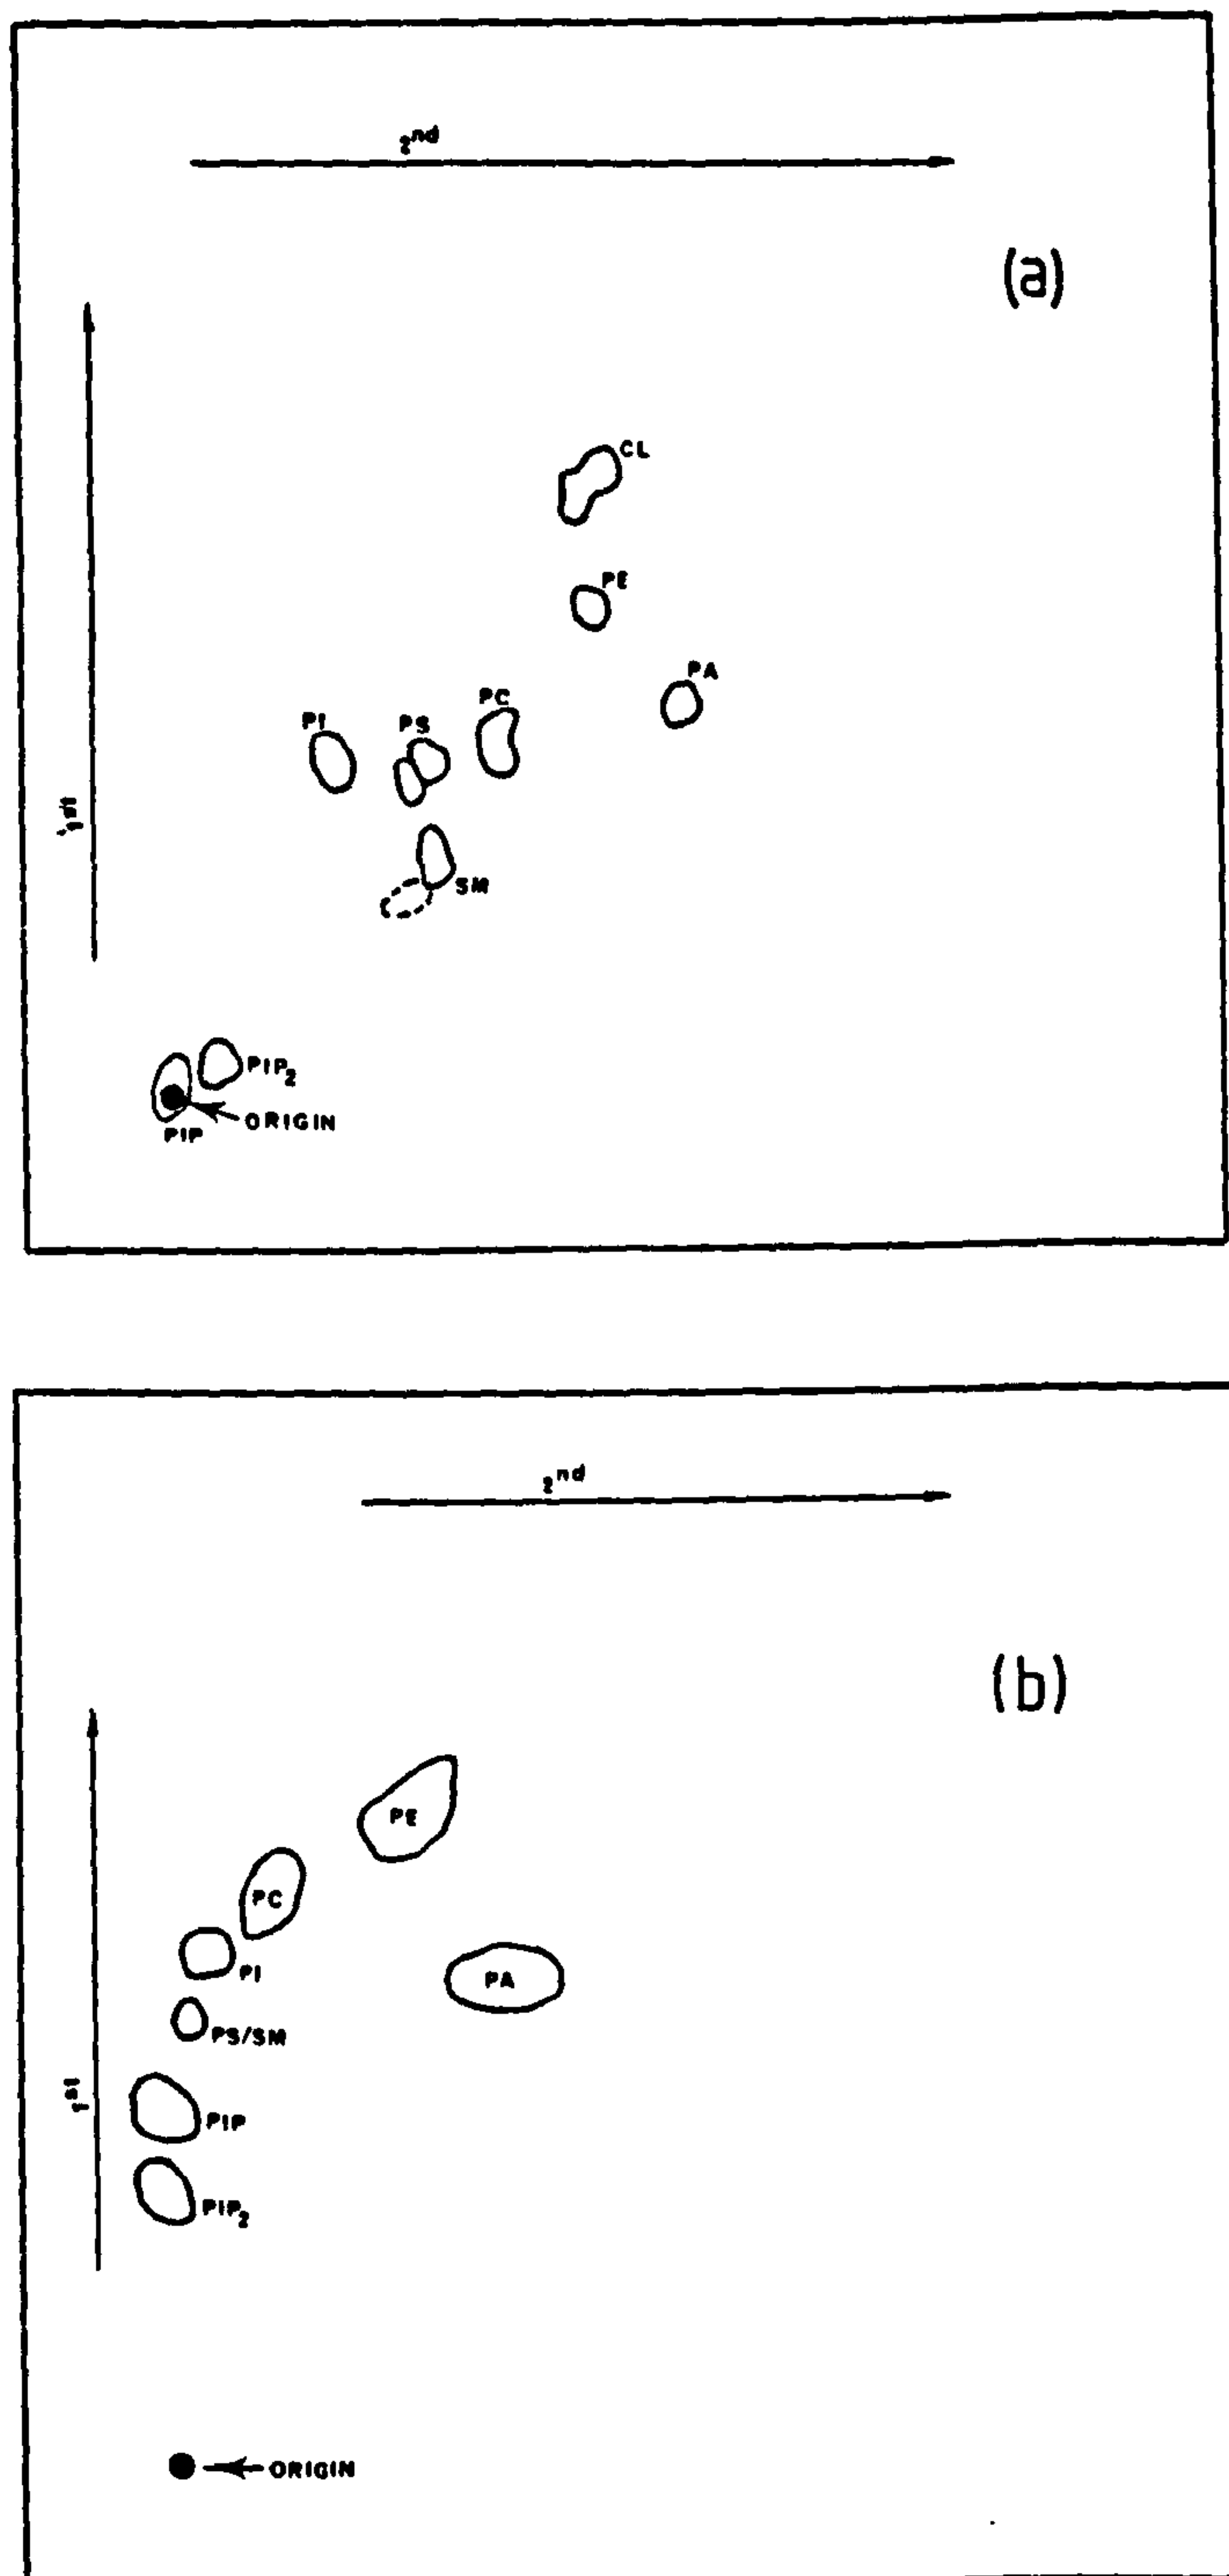 2nd
(a)
CL
PE
PA
PC
PI
PS
1st
SM
PIP2
ORIGIN
PIP
2nd
(b)
PE
PC
PI
PA
PS/SM
1st
PIP
PIP2
ORIGIN